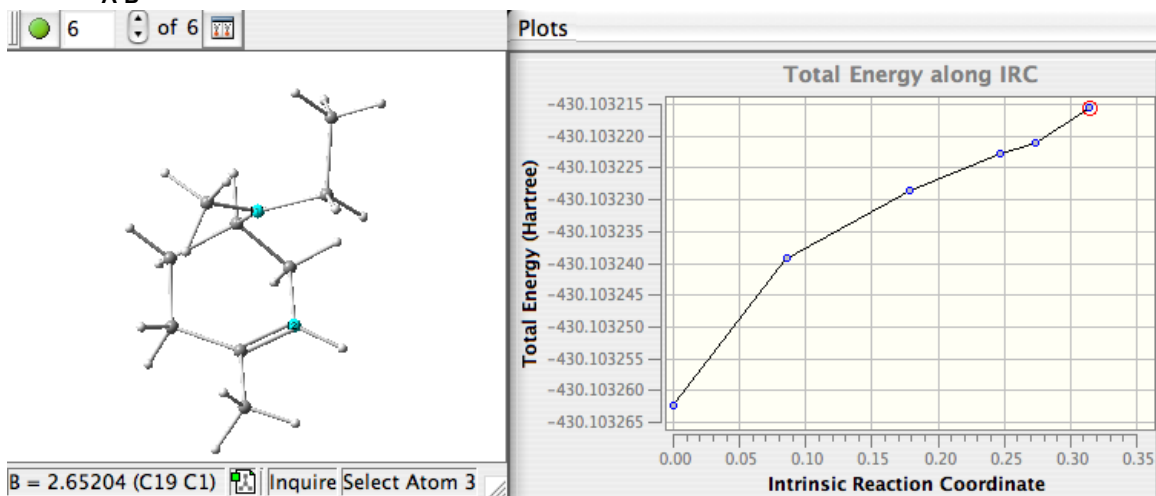 A B
6 of 6
Plots
Total Energy along IRC
Total Energy (Hartree)
-430.103215
-430.103220
-430.103225
-430.103230
-430.103235
-430.103240
-430.103245
-430.103250
-430.103255
-430.103260
-430.103265
0.00 0.05 0.10 0.15 0.20 0.25 0.30 0.35
Intrinsic Reaction Coordinate
B = 2.65204 (C19 C1) Inquire Select Atom 3